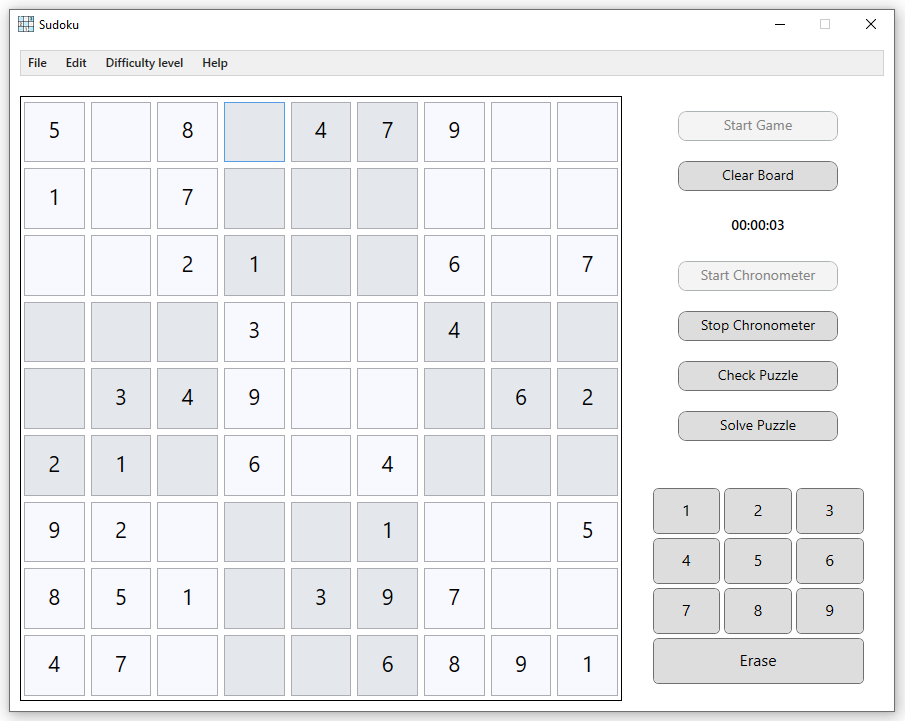 Sudoku
File Edit Difficulty level Help
5 8 4 7 9
1 7
2 1 6 7
3 4
3 4 9 6 2
2 1 6 4
9 2 1 5
8 5 1 3 9 7
4 7 6 8 9 1
Start Game
Clear Board
00:00:03
Start Chronometer
Stop Chronometer
Check Puzzle
Solve Puzzle
1 2 3
4 5 6
7 8 9
Erase